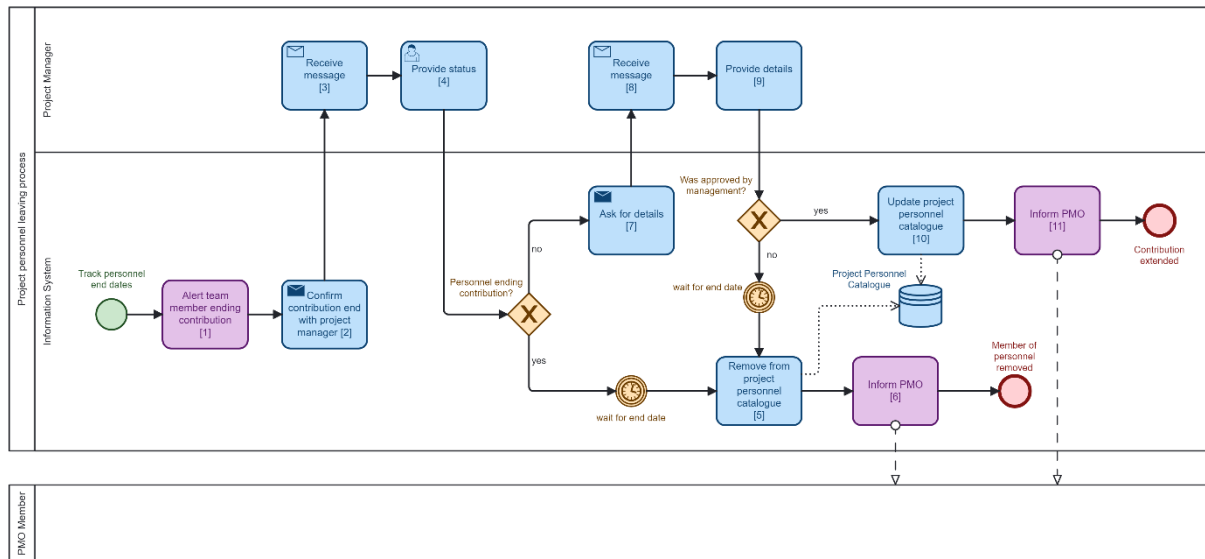 Project personnel leaving process
Project Manager
Receive
message
[3]
Provide status
[4]
Receive
message
[8]
Provide details
[9]
Information System
Track personnel
end dates
Alert team
member ending
contribution
[1]
Confirm
contribution end
with project
manager [2]
Personnel ending
contribution?
no
yes
Ask for details
[7]
Was approved by
management?
yes
no
Update project
personnel
catalogue
[10]
Inform PMO
[11]
Contribution
extended
Project Personnel
Catalogue
wait for end date
wait for end date
Remove from
project
personnel
catalogue
[5]
Inform PMO
[6]
Member of
personnel
removed
PMO Member